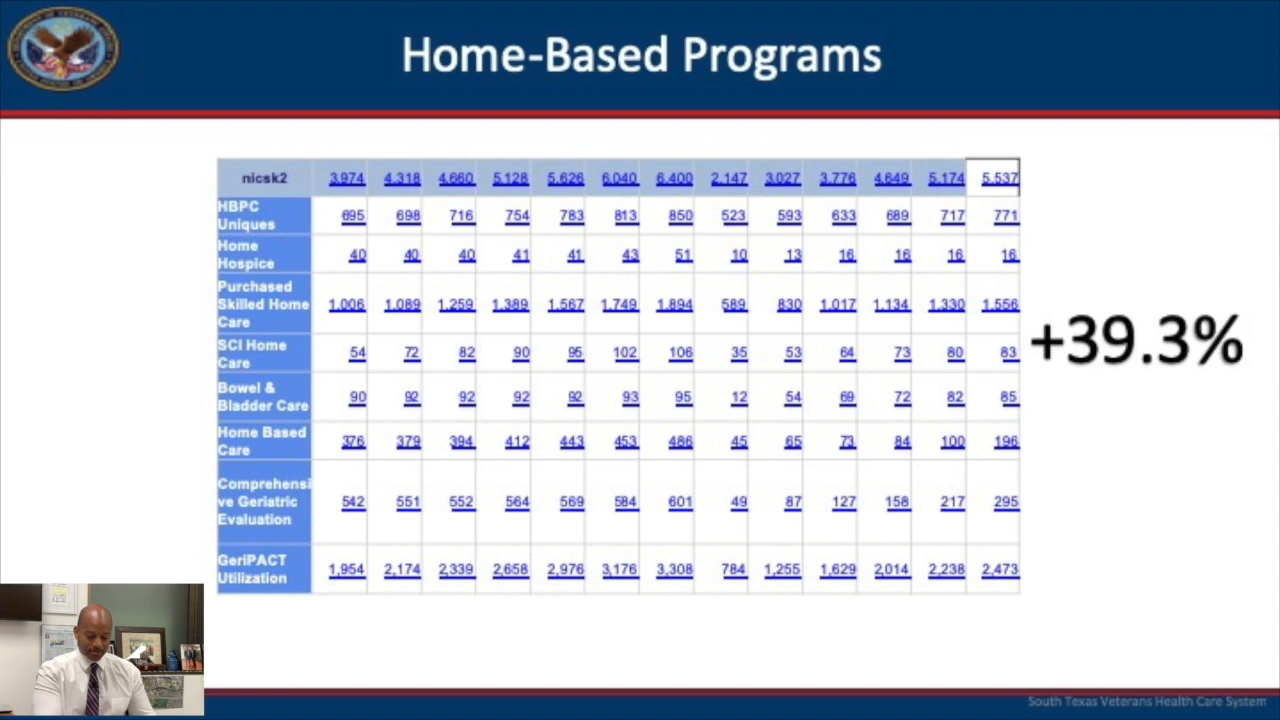 Home-Based Programs
nicsk2 3,974 4,318 4,660 5,128 5,626 6,040 6,400 2,147 3,027 3,776 4,649 5,174 5,537
HBPC
Uniques 695 698 716 754 783 813 850 523 593 633 689 717 771
Home
Hospice 40 40 40 41 41 43 51 10 13 16 16 16 16
Purchased
Skilled Home 1,006 1,089 1,259 1,389 1,567 1,749 1,894 589 830 1,017 1,134 1,330 1,556
Care
+39.3%
SCI Home
Care 54 72 82 90 95 102 106 35 53 64 73 80 83
Bowel &
Bladder Care 90 92 92 92 92 93 95 12 54 69 72 82 85
Home Based
Care 376 379 394 412 443 453 486 45 65 73 84 100 196
Comprehensi
ve Geriatric 542 551 552 564 569 584 601 49 87 127 158 217 295
Evaluation
GeriPACT
Utilization 1,954 2,174 2,339 2,658 2,976 3,176 3,308 784 1,255 1,629 2,014 2,238 2,473
South Texas Veterans Health Care System